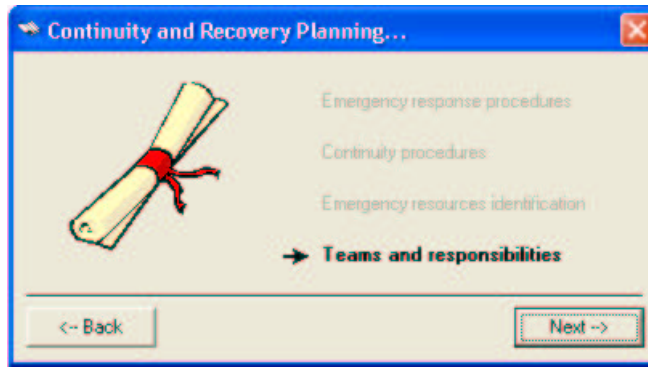 Continuity and Recovery Planning...
Emergency response procedures
Continuity procedures
Emergency resources identification
Teams and responsibilities
<-- Back
Next -->